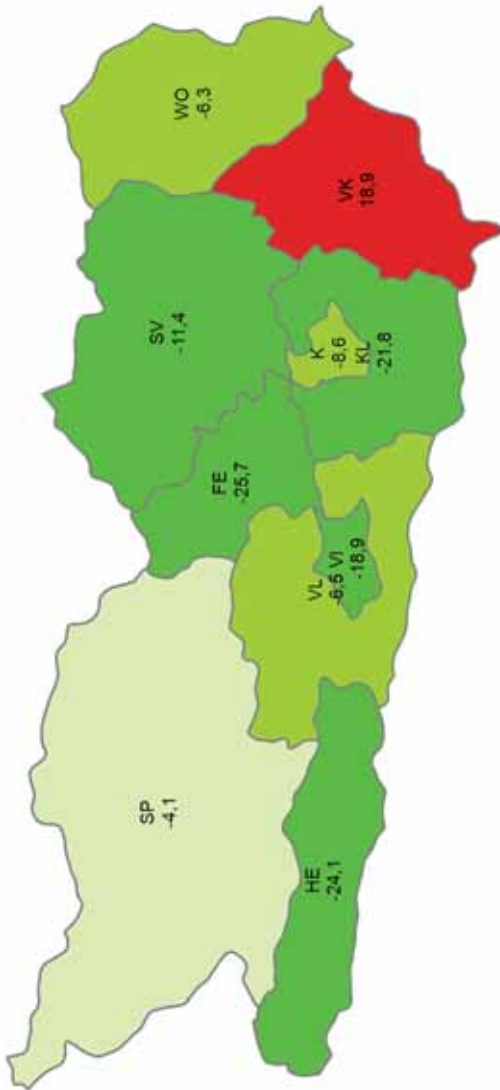 WO
-6,3
VK
18,9
SV
-11,4
K
-8,6
KL
-21,8
FE
-25,7
VL
-6,5
VI
-18,9
SP
-4,1
HE
-24,1